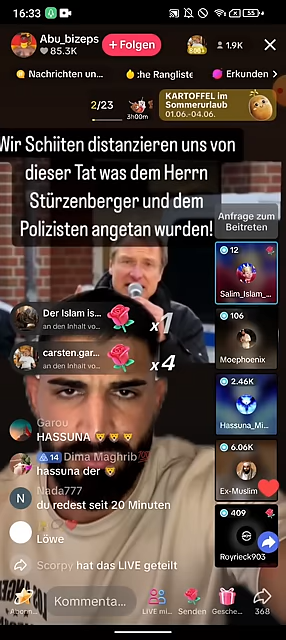 16:33
55
Abu_bizeps
85.3K
+ Folgen
1.9K
Nachrichten un...
:he Rangliste
Erkunden
2/23
3h00m
KARTOFFEL im
Sommerurlaub
01.06.-04.06.
Wir Schiiten distanzieren uns von
dieser Tat was dem Herrn
Stürzenberger und dem
Polizisten angetan wurden!
Anfrage zum
Beitreten
12
Salim_Islam_...
106
Moephoenix
2.46K
Hassuna_Mi...
6.06K
Ex-Muslim
409
Royrieck903
Der Islam is...
an den Inhalt vo...
x1
carsten.gar...
an den Inhalt vo...
x4
Garou
HASSUNA
14 Dima Maghrib
hassuna der
N
Nada777
du redest seit 20 Minuten
Löwe
Scorpy hat das LIVE geteilt
Abonn...
Kommenta...
LIVE mi...
Senden
Gesche...
368